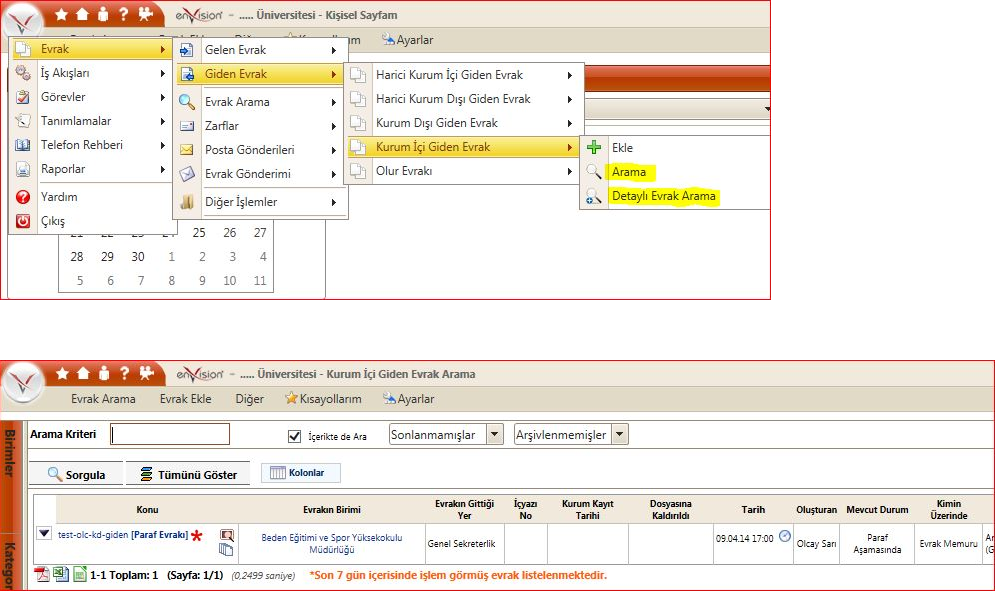 enVision - ..... Üniversitesi - Kişisel Sayfam
Ayarlar
Evrak
İş Akışları
Görevler
Tanımlamalar
Telefon Rehberi
Raporlar
Yardım
Çıkış
Gelen Evrak
Giden Evrak
Evrak Arama
Zarflar
Posta Gönderileri
Evrak Gönderimi
Diğer İşlemler
Harici Kurum İçi Giden Evrak
Harici Kurum Dışı Giden Evrak
Kurum Dışı Giden Evrak
Kurum İçi Giden Evrak
Olur Evrakı
Ekle
Arama
Detaylı Evrak Arama
25 26 27
28 29 30 1 2 3 4
5 6 7 8 9 10 11
enVision - ..... Üniversitesi - Kurum İçi Giden Evrak Arama
Evrak Arama Evrak Ekle Diğer Kısayollarım Ayarlar
Birimler
Kategor
Arama Kriteri İçerikte de Ara Sonlanmamışlar Arşivlenmemişler
Sorgula Tümünü Göster Kolonlar
Konu Evrakın Birimi Evrakın Gittiği Yer İçyazı No Kurum Kayıt Tarihi Dosyasına Kaldırıldı Tarih Oluşturan Mevcut Durum Kimin Üzerinde
test-olc-kd-giden [Paraf Evrakı] * Beden Eğitimi ve Spor Yüksekokulu Müdürlüğü Genel Sekreterlik 09.04.14 17:00 Olcay Sarı Paraf Aşamasında Evrak Memuru
1-1 Toplam: 1 (Sayfa: 1/1) (0,2499 saniye) *Son 7 gün içerisinde işlem görmüş evrak listelenmektedir.